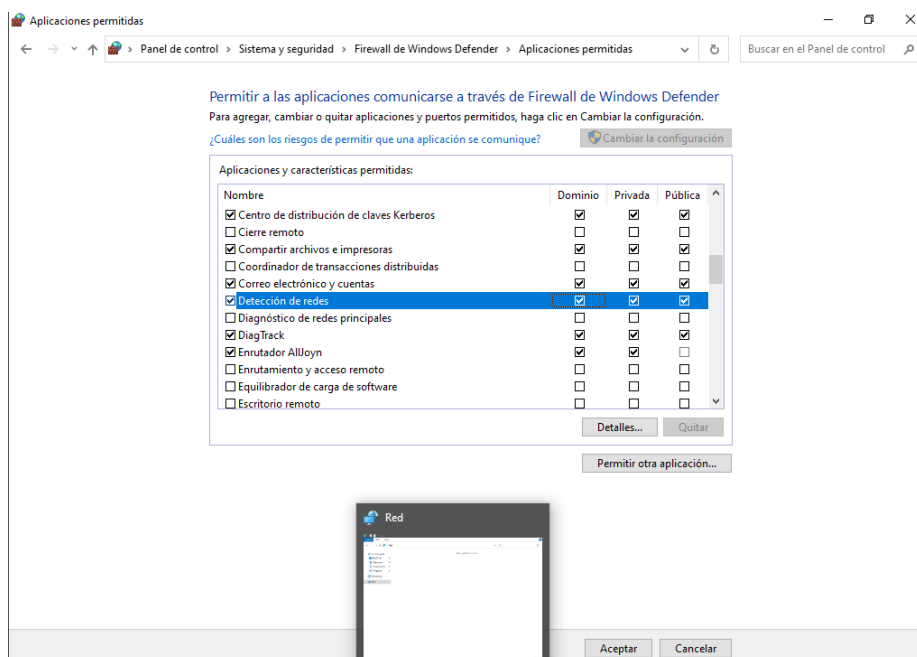 Aplicaciones permitidas
Panel de control > Sistema y seguridad > Firewall de Windows Defender > Aplicaciones permitidas
Buscar en el Panel de control
Permitir a las aplicaciones comunicarse a través de Firewall de Windows Defender
Para agregar, cambiar o quitar aplicaciones y puertos permitidos, haga clic en Cambiar la configuración.
¿Cuáles son los riesgos de permitir que una aplicación se comunique?
Cambiar la configuración
Aplicaciones y características permitidas:
Nombre Dominio Privada Pública
Centro de distribución de claves Kerberos
Cierre remoto
Compartir archivos e impresoras
Coordinador de transacciones distribuidas
Correo electrónico y cuentas
Detección de redes
Diagnóstico de redes principales
DiagTrack
Enrutador AllJoyn
Enrutamiento y acceso remoto
Equilibrador de carga de software
Escritorio remoto
Detalles... Quitar
Permitir otra aplicación...
Red
Aceptar Cancelar